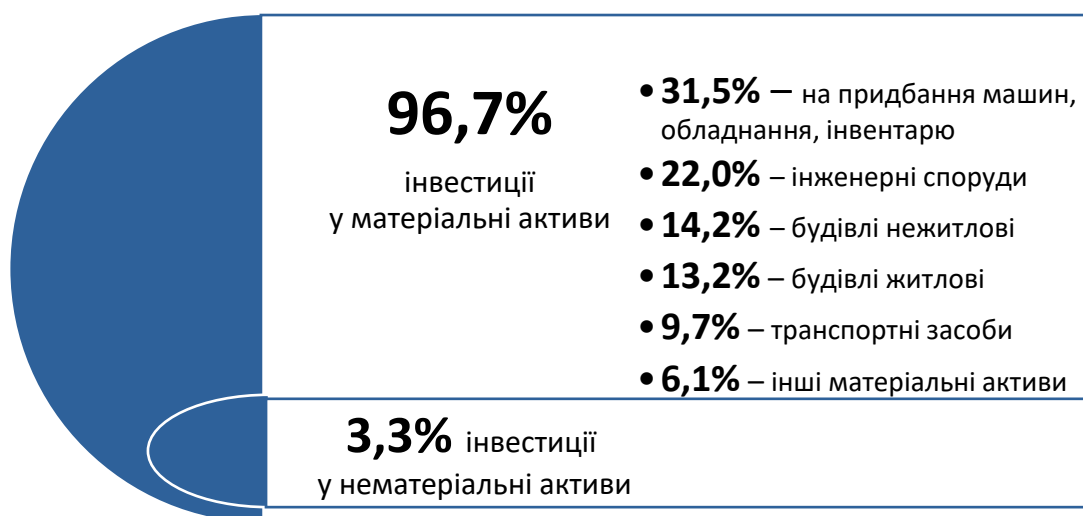 96,7%
інвестиції
у матеріальні активи
• 31,5% – на придбання машин,
обладнання, інвентарю
• 22,0% – інженерні споруди
• 14,2% – будівлі нежитлові
• 13,2% – будівлі житлові
• 9,7% – транспортні засоби
• 6,1% – інші матеріальні активи
3,3% інвестиції
у нематеріальні активи